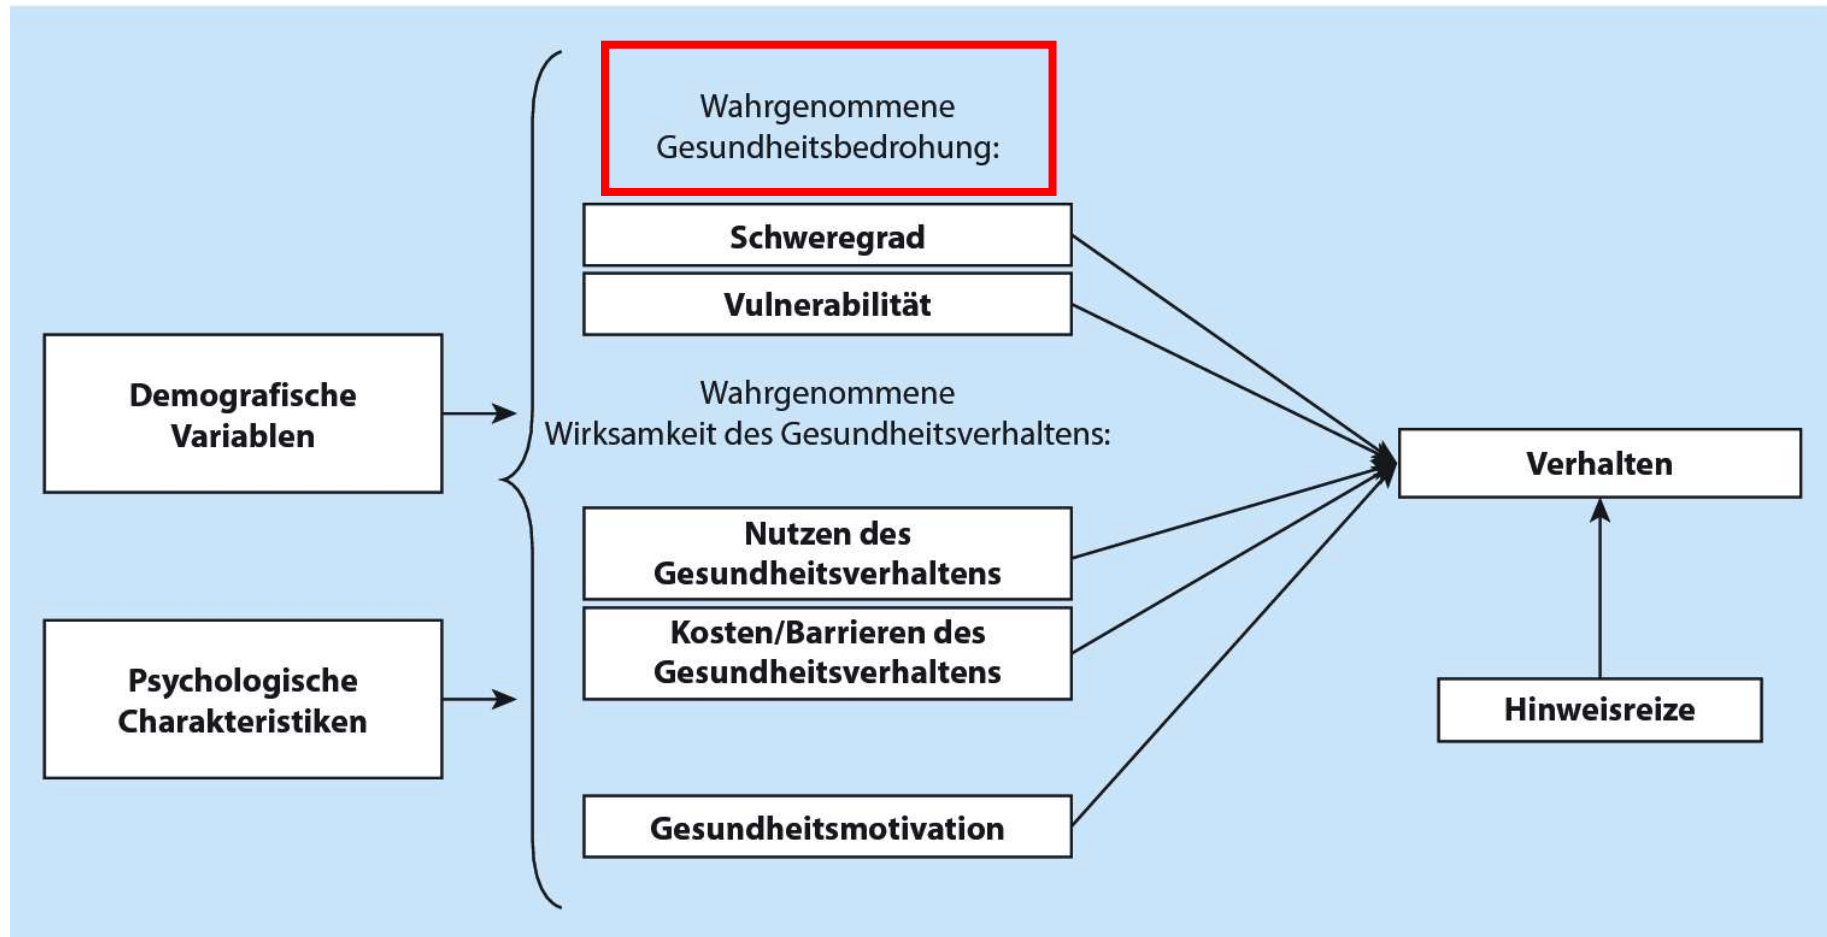 Wahrgenommene
Gesundheitsbedrohung:
Schweregrad
Vulnerabilität
Demografische
Variablen
Wahrgenommene
Wirksamkeit des Gesundheitsverhaltens:
Verhalten
Nutzen des
Gesundheitsverhaltens
Kosten/Barrieren des
Gesundheitsverhaltens
Psychologische
Charakteristiken
Hinweisreize
Gesundheitsmotivation